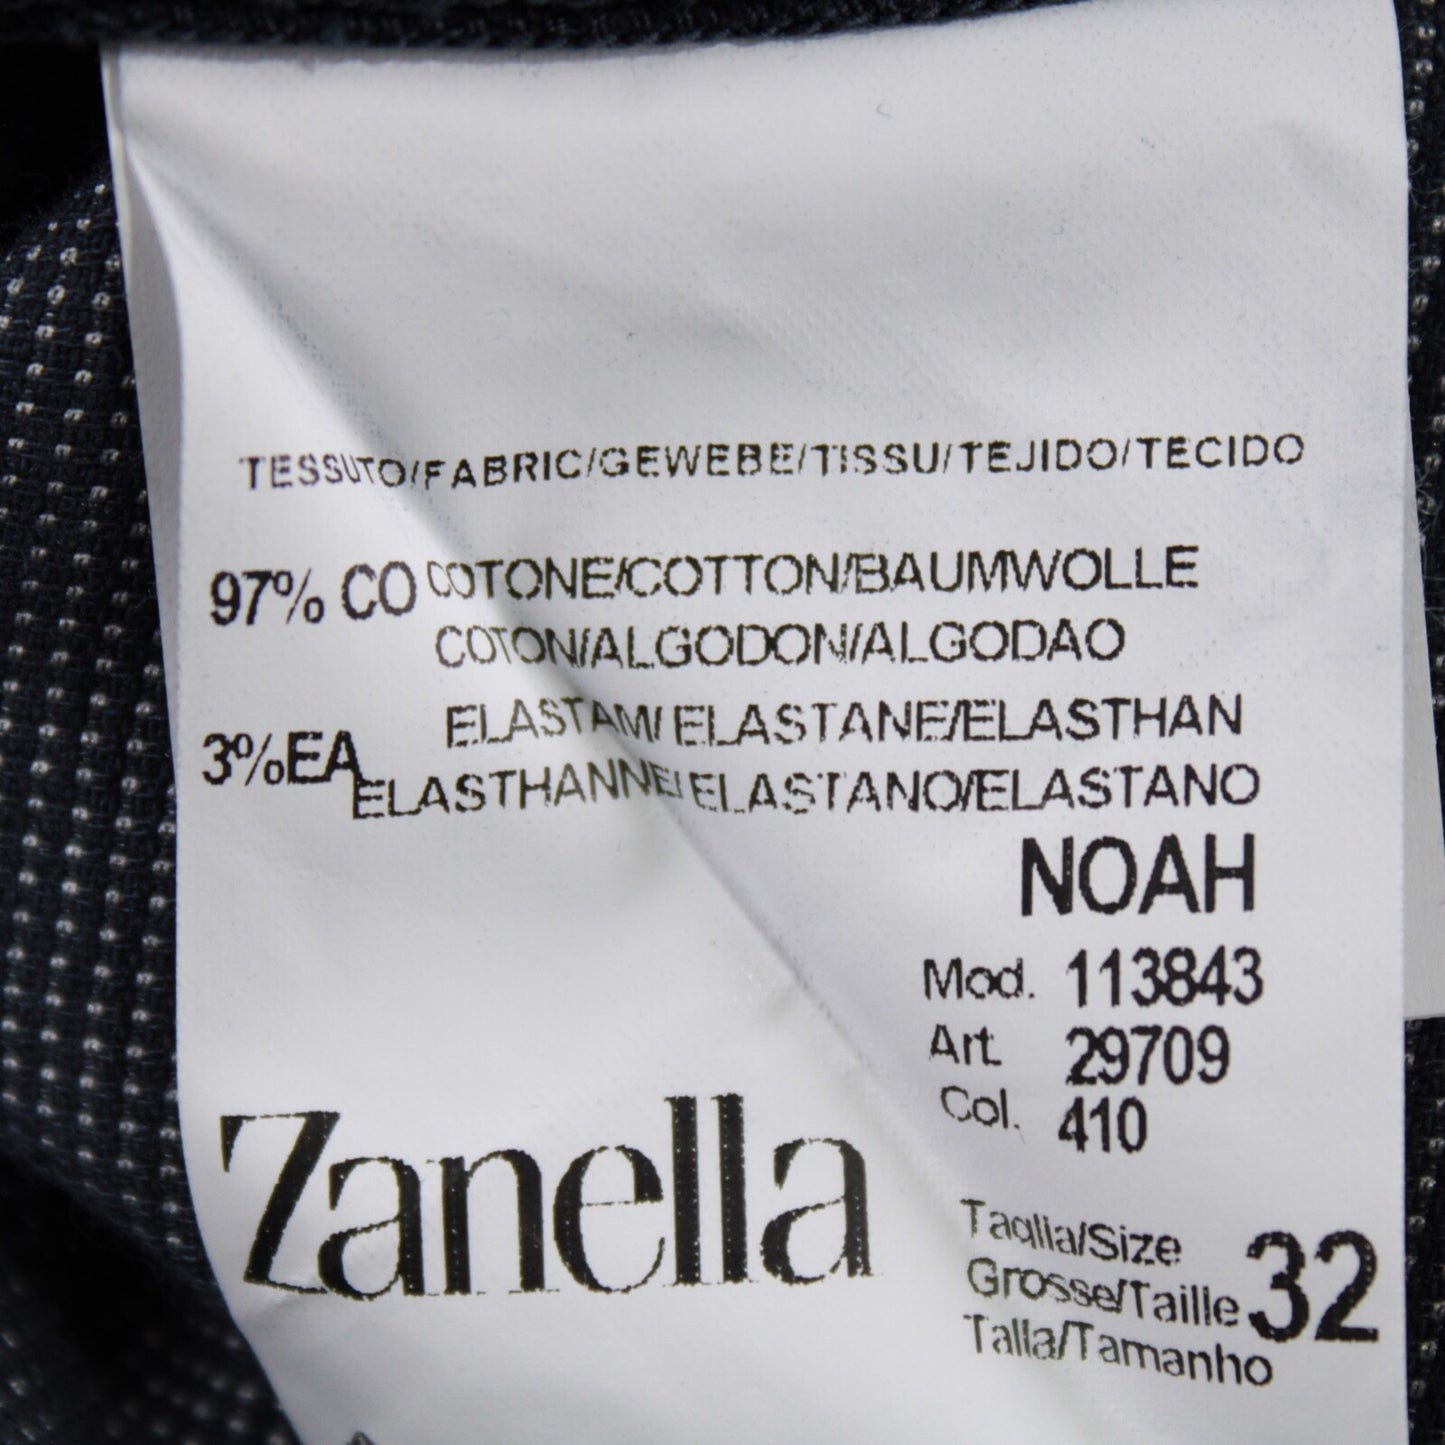 TESSUTO/FABRIC/GEWEBE/TISSU/TEJIDO/TECIDO
97% CO COTONE/COTTON/BAUMWOLLE
COTON/ALGODON/ALGODAO
3%EA ELASTAM/ELASTANE/ELASTHAN
ELASTHANNE/ELASTANO/ELASTANO
NOAH
Mod. 113843
Art. 29709
Col. 410
Zanella
Taglia/Size
Grosse/Taille 32
Talla/Tamanho